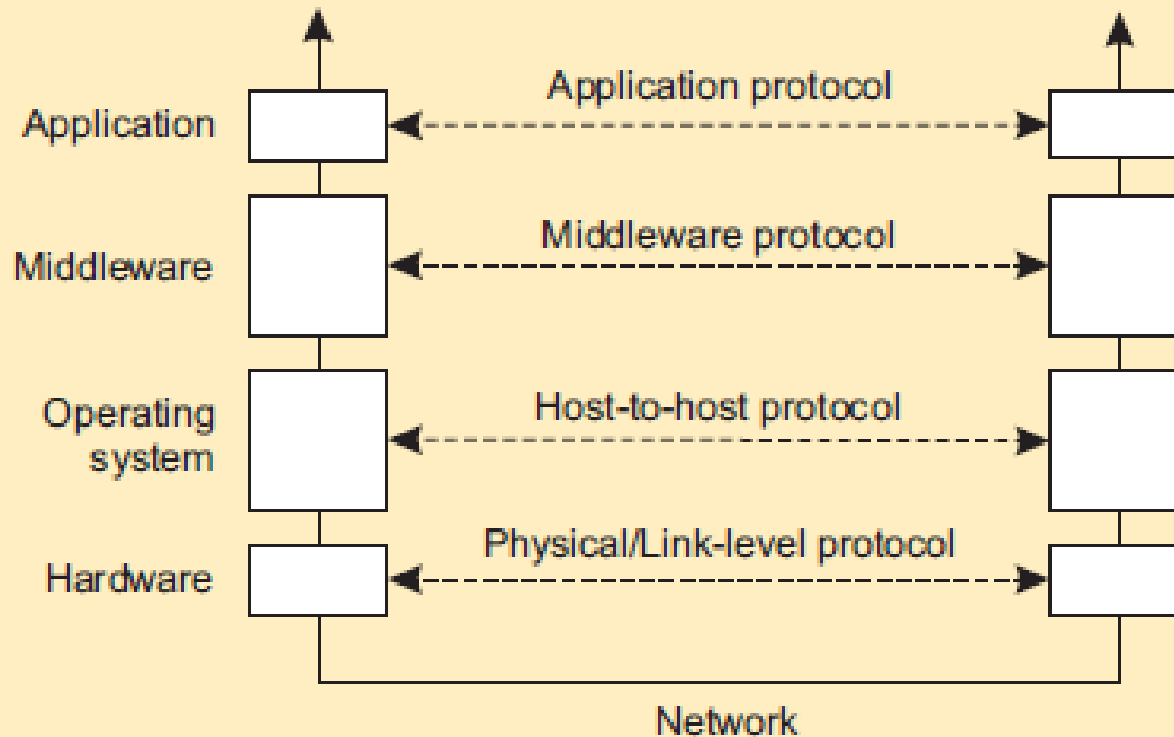 Application protocol
Application
Middleware protocol
Middleware
Host-to-host protocol
Operating
system
Physical/Link-level protocol
Hardware
Network